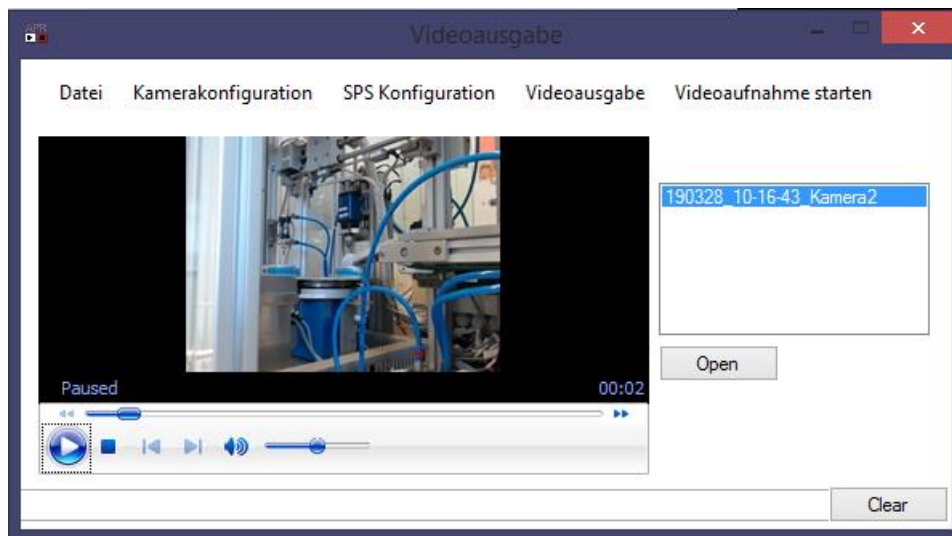 Videoausgabe
Datei Kamerakonfiguration SPS Konfiguration Videoausgabe Videoaufnahme starten
190328_10-16-43_Kamera2
Open
Paused 00:02
Clear